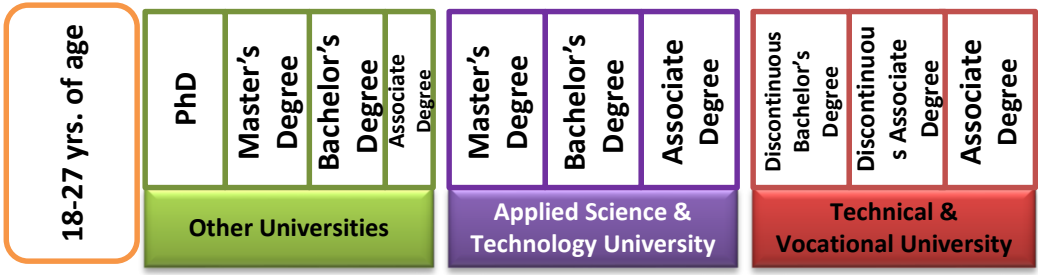 18-27 yrs. of age
PhD
Master's
Degree
Bachelor's
Degree
Associate
Degree
Other Universities
Master's
Degree
Bachelor's
Degree
Associate
Degree
Applied Science &
Technology University
Discontinuous
Bachelor's
Degree
Discontinuou
s Associate
Degree
Associate
Degree
Technical &
Vocational University